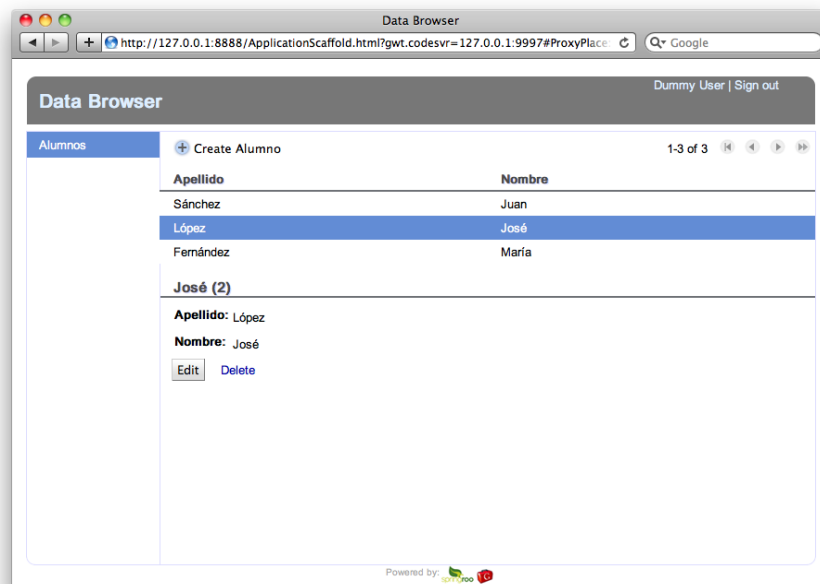 Data Browser
http://127.0.0.1:8888/ApplicationScaffold.html?gwt.codesvr=127.0.0.1:9997#ProxyPlace:
Google
Dummy User | Sign out
Data Browser
Alumnos
Create Alumno
1-3 of 3
Apellido Nombre
Sánchez Juan
López José
Fernández María
José (2)
Apellido: López
Nombre: José
Edit Delete
Powered by: spring roo